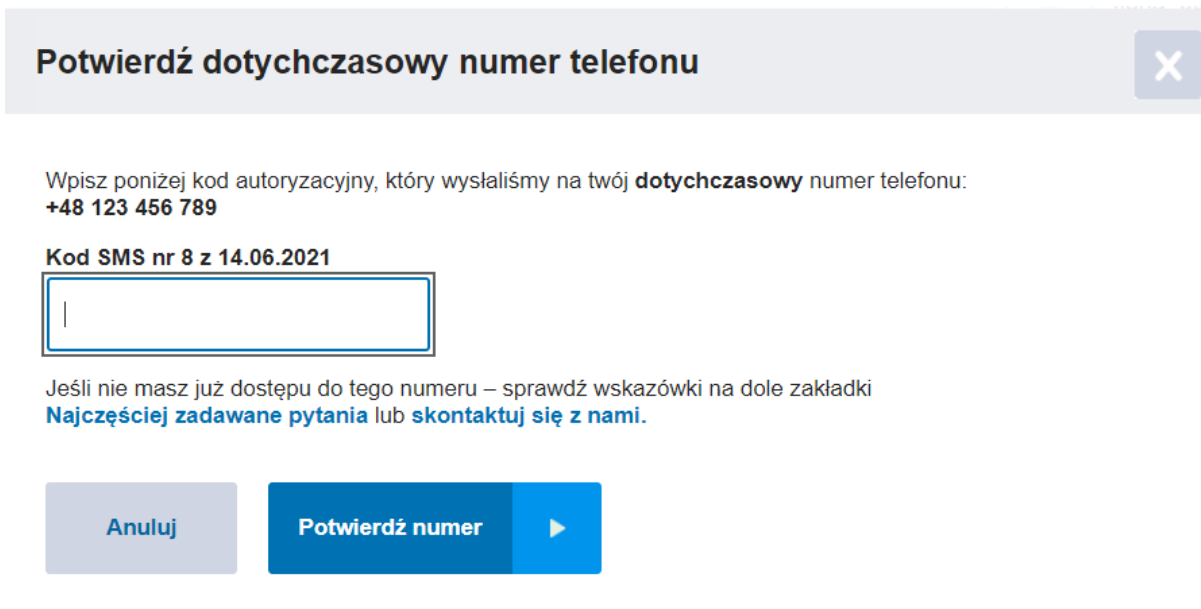 Potwierdź dotychczasowy numer telefonu
Wpisz poniżej kod autoryzacyjny, który wysłaliśmy na twój dotychczasowy numer telefonu:
+48 123 456 789
Kod SMS nr 8 z 14.06.2021
Jeśli nie masz już dostępu do tego numeru – sprawdź wskazówki na dole zakładki
Najczęściej zadawane pytania lub skontaktuj się z nami.
Anuluj
Potwierdź numer